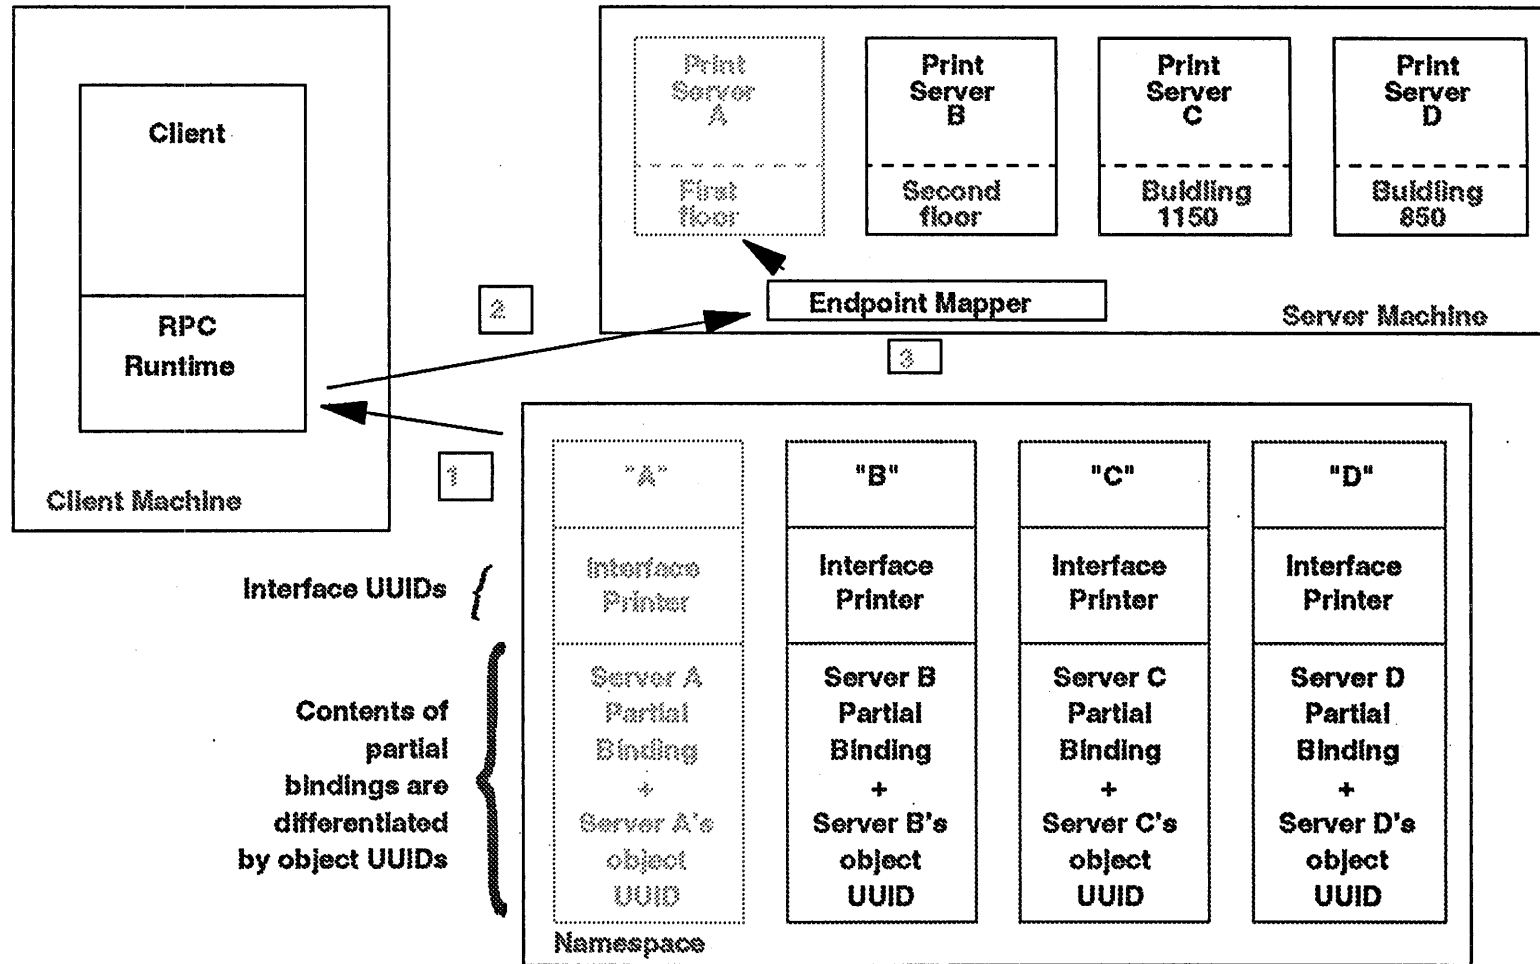 Client
RPC
Runtime
Client Machine
Print
Server
A
First
floor
Print
Server
B
Second
floor
Print
Server
C
Buldling
1150
Print
Server
D
Buldling
850
Endpoint Mapper
Server Machine
2
3
1
"A"
Interface
Printer
Server A
Partial
Binding
+
Server A's
object
UUID
"B"
Interface
Printer
Server B
Partial
Binding
+
Server B's
object
UUID
"C"
Interface
Printer
Server C
Partial
Binding
+
Server C's
object
UUID
"D"
Interface
Printer
Server D
Partial
Binding
+
Server D's
object
UUID
Namespace
Interface UUIDs
Contents of
partial
bindings are
differentiated
by object UUIDs